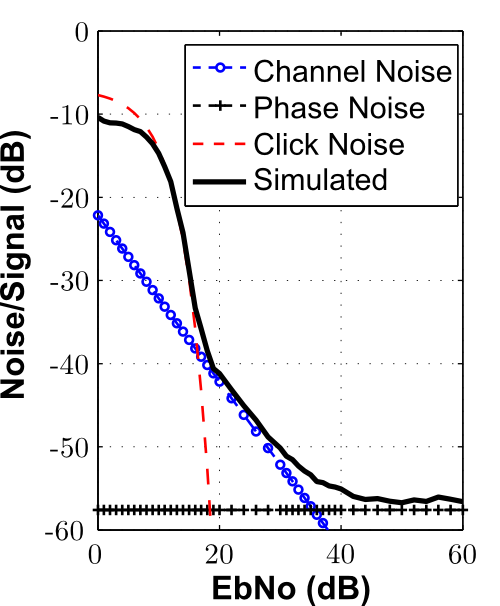 0
-10
-20
-30
-40
-50
-60
Noise/Signal (dB)
Channel Noise
Phase Noise
Click Noise
Simulated
0 20 40 60
EbNo (dB)